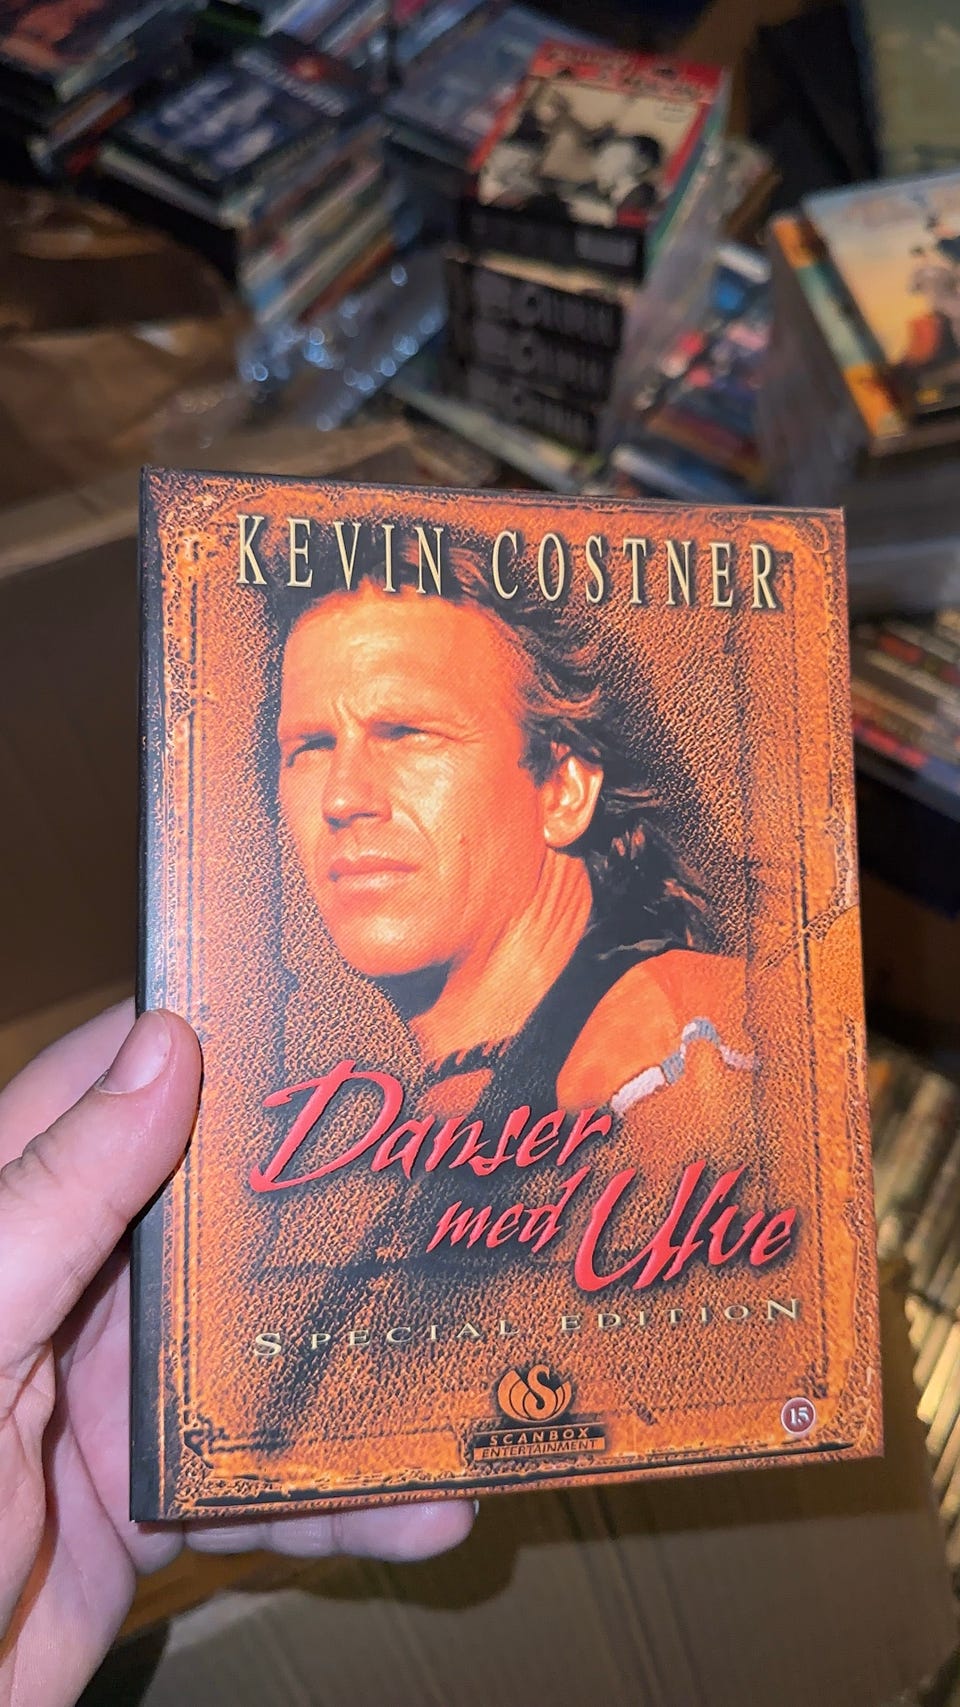 KEVIN COSTNER
Danser
med Ulve
SPECIAL EDITION
S
SCANBOX
ENTERTAINMENT
15